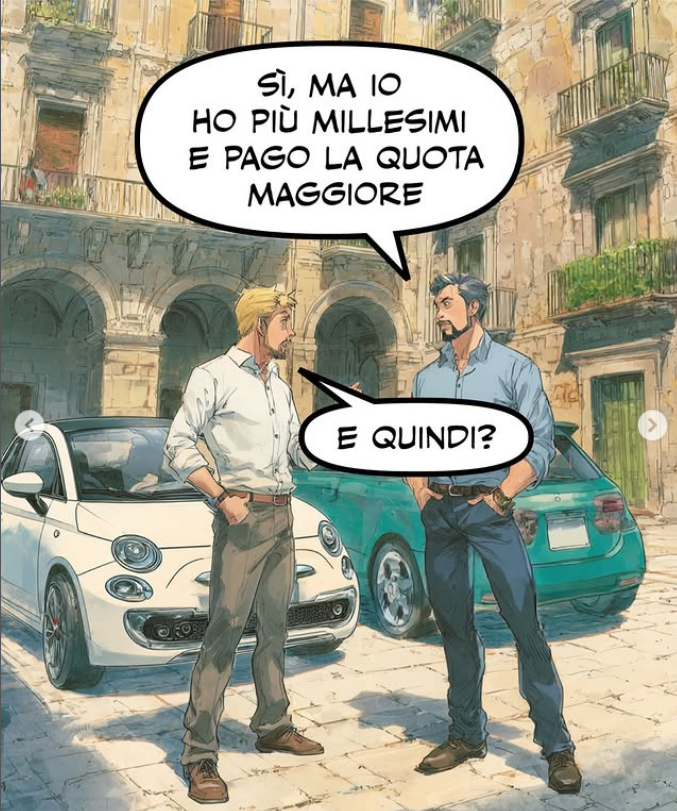 SÌ, MA IO
HO PIÙ MILLESIMI
E PAGO LA QUOTA
MAGGIORE
E QUINDI?